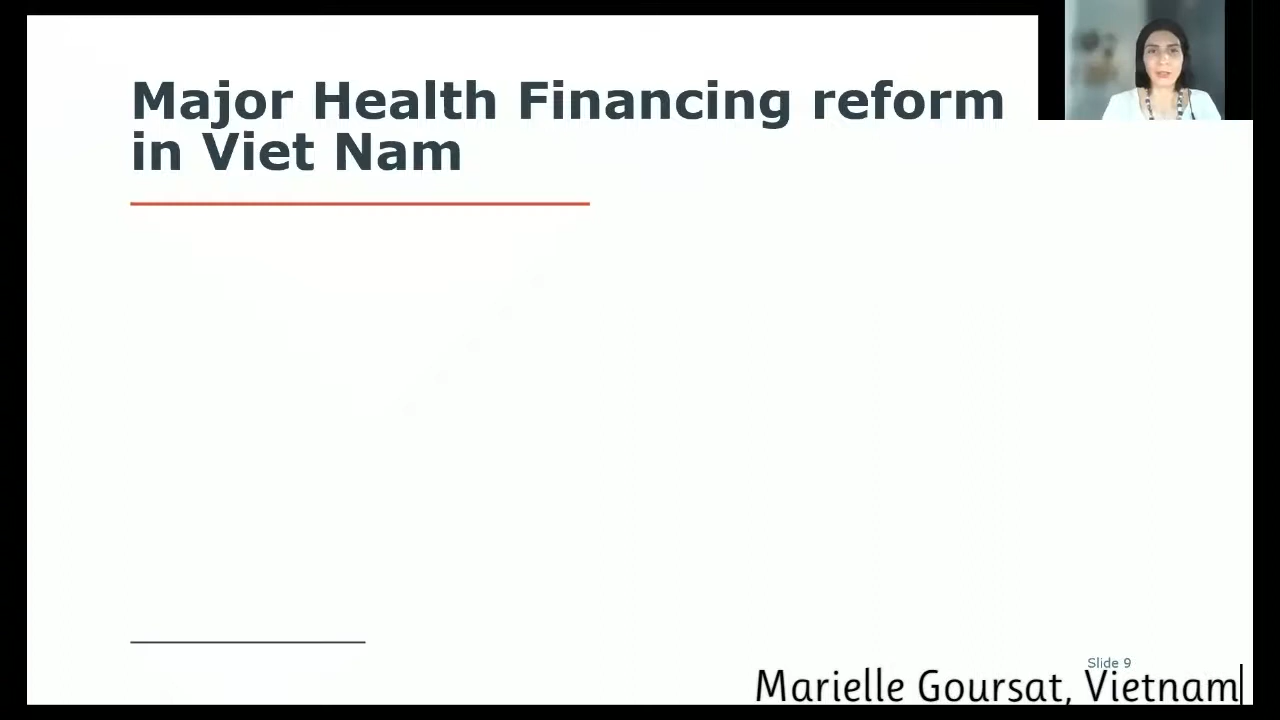 Major Health Financing reform
in Viet Nam
Slide 9
Marielle Goursat, Vietnam